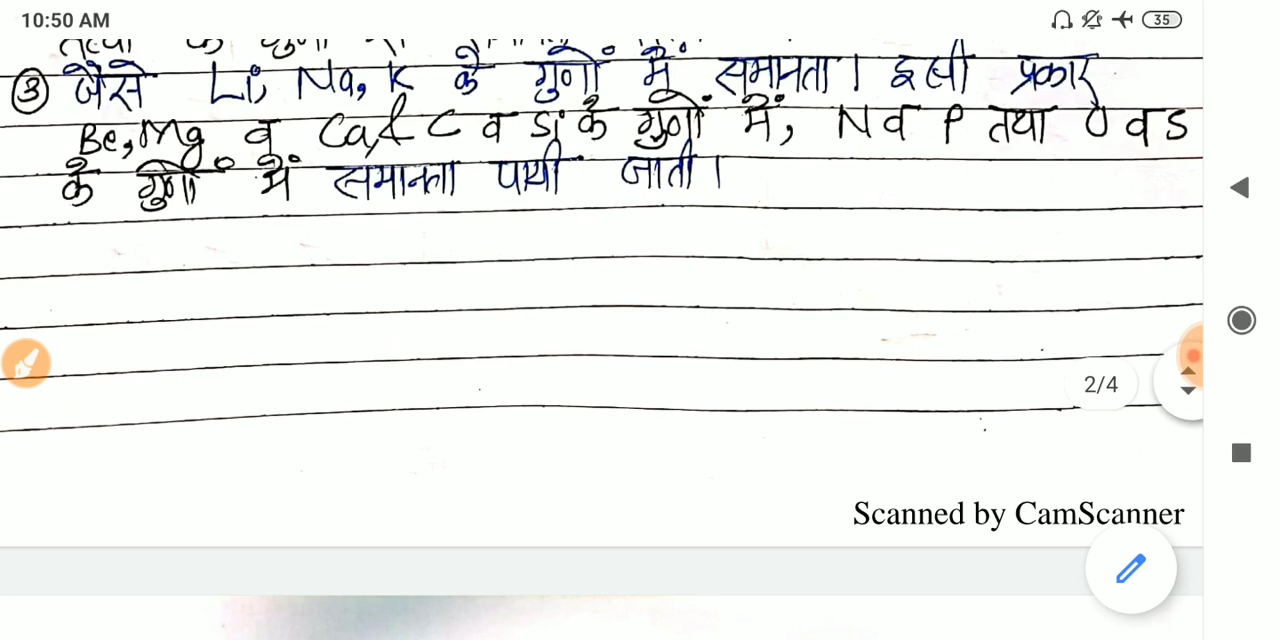 10:50 AM
35
③ जैसे Li, Na, K के गुणों में समानता। इसी प्रकार
Be, Mg व Ca, & C व Si के गुणों में, N व P तथा O व S
के गुणों में समानता पायी जाती।
2/4
Scanned by CamScanner